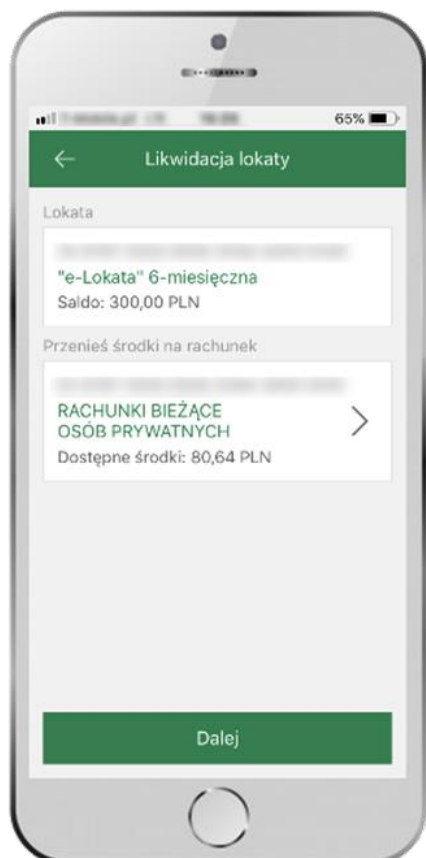 65%
Likwidacja lokaty
Lokata
"e-Lokata" 6-miesięczna
Saldo: 300,00 PLN
Przenieś środki na rachunek
RACHUNKI BIEŻĄCE
OSÓB PRYWATNYCH
Dostępne środki: 80,64 PLN
Dalej